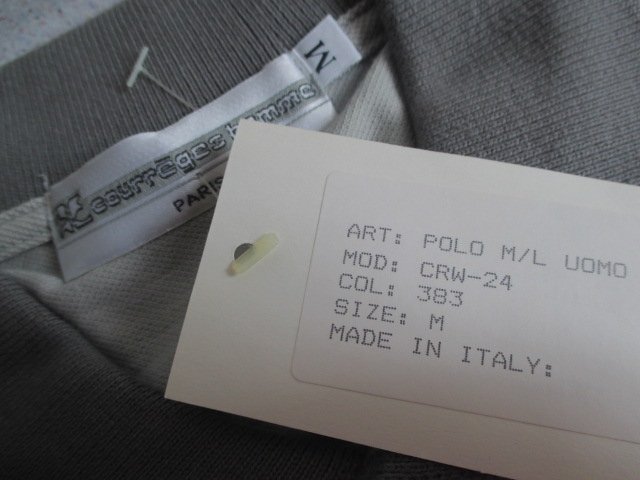 M
courrèges homme
PARIS
ART: POLO M/L UOMO
MOD: CRW-24
COL: 383
SIZE: M
MADE IN ITALY: